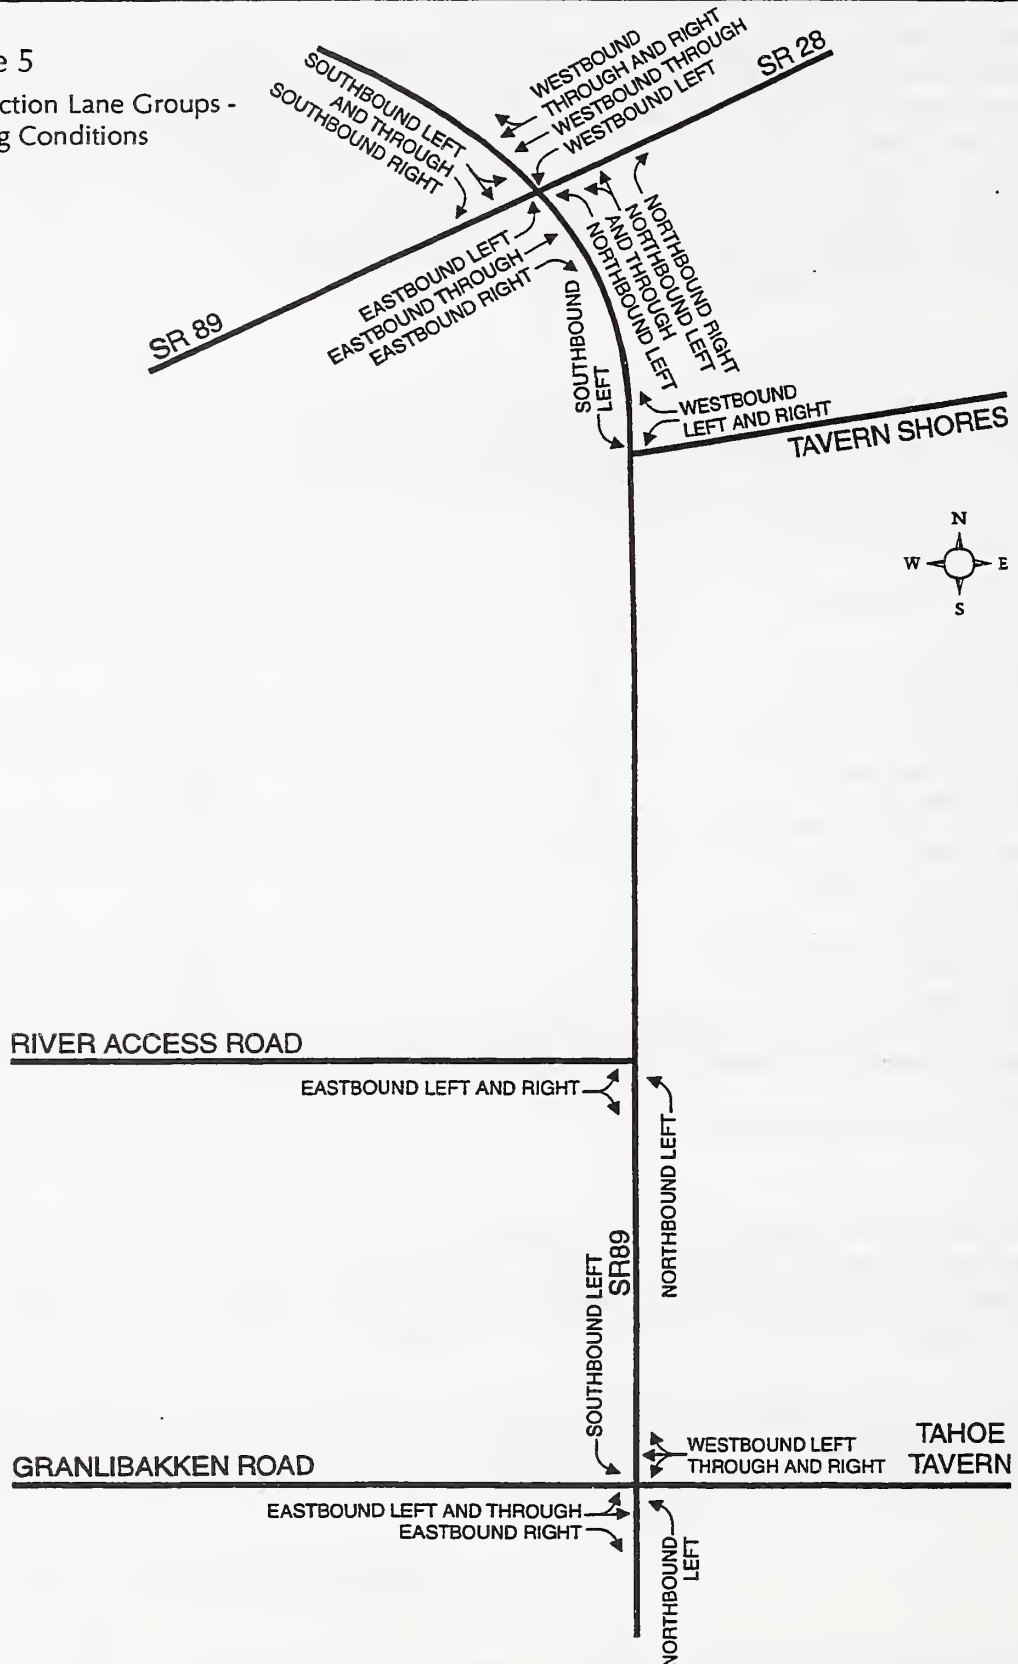 e 5
ction Lane Groups -
g Conditions
SOUTHBOUND LEFT
AND THROUGH
SOUTHBOUND RIGHT
WESTBOUND
THROUGH AND RIGHT
WESTBOUND THROUGH
WESTBOUND LEFT
SR 28
EASTBOUND LEFT
EASTBOUND THROUGH
EASTBOUND RIGHT
NORTHBOUND RIGHT
NORTHBOUND LEFT
AND THROUGH
NORTHBOUND LEFT
SR 89
SOUTHBOUND
LEFT
WESTBOUND
LEFT AND RIGHT
TAVERN SHORES
N
W E
S
RIVER ACCESS ROAD
EASTBOUND LEFT AND RIGHT
NORTHBOUND LEFT
SR89
SOUTHBOUND LEFT
GRANLIBAKKEN ROAD
WESTBOUND LEFT
THROUGH AND RIGHT
TAHOE
TAVERN
EASTBOUND LEFT AND THROUGH
EASTBOUND RIGHT
NORTHBOUND
LEFT